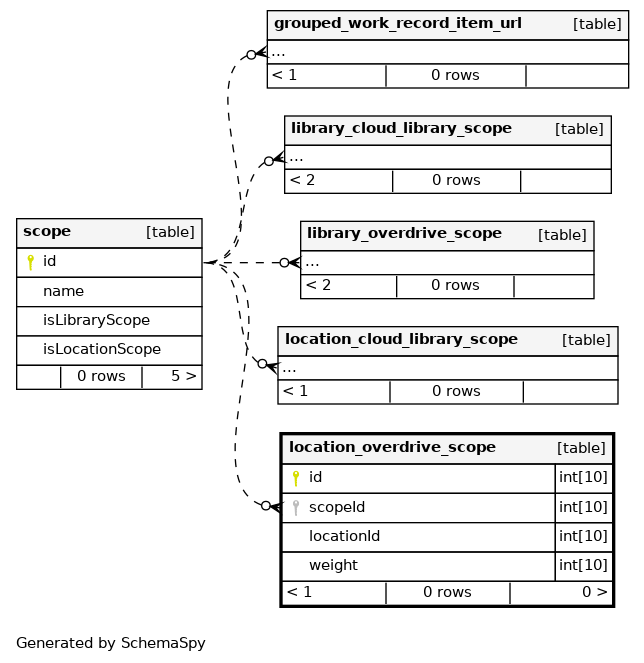 grouped_work_record_item_url [table]
...
< 1 0 rows
library_cloud_library_scope [table]
...
< 2 0 rows
scope [table]
id
name
isLibraryScope
isLocationScope
0 rows 5 >
library_overdrive_scope [table]
...
< 2 0 rows
location_cloud_library_scope [table]
...
< 1 0 rows
location_overdrive_scope [table]
id int[10]
scopeId int[10]
locationId int[10]
weight int[10]
< 1 0 rows 0 >
Generated by SchemaSpy